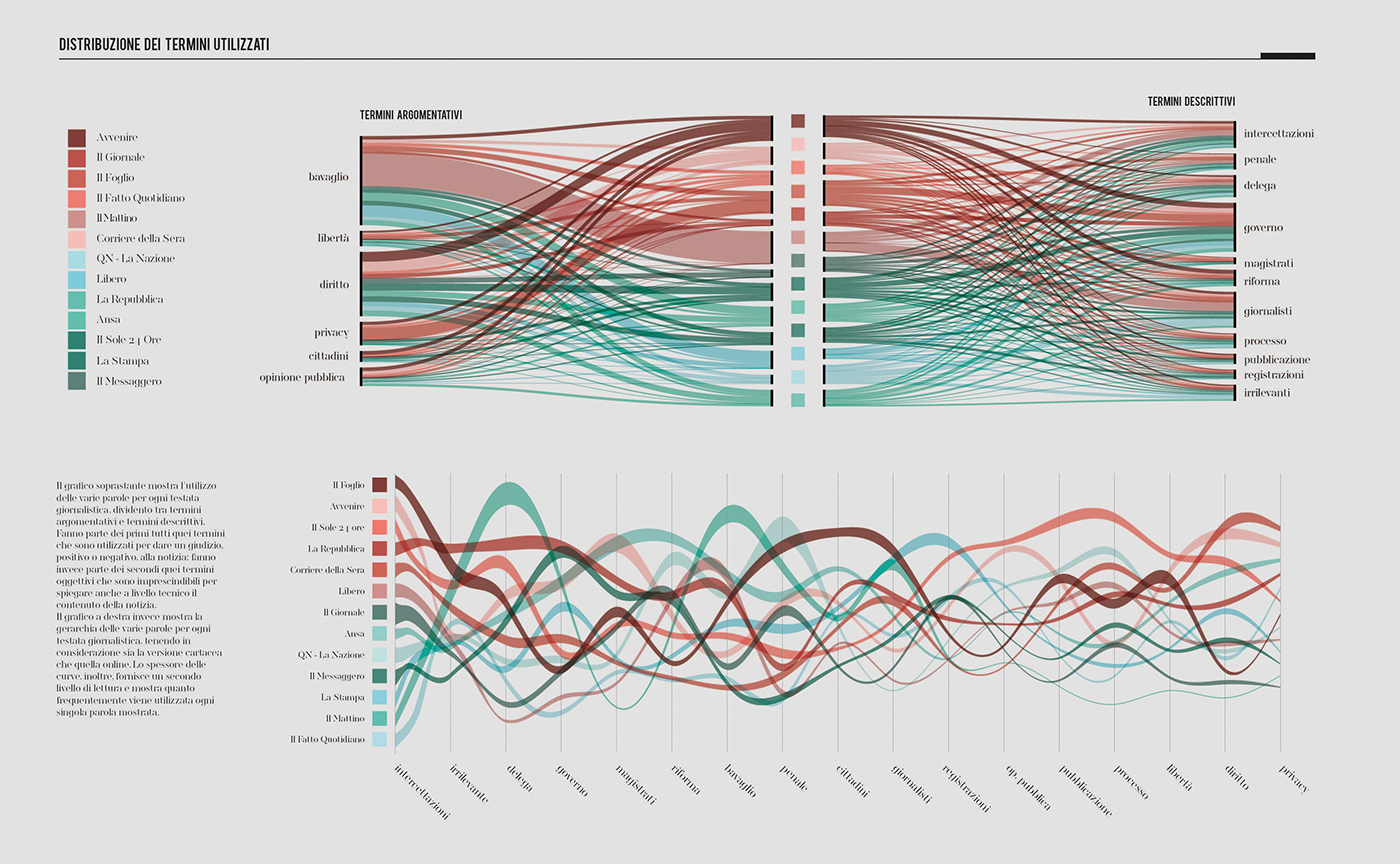 DISTRIBUZIONE DEI TERMINI UTILIZZATI
TERMINI ARGOMENTATIVI
TERMINI DESCRITTIVI
Avvenire
Il Giornale
Il Foglio
Il Fatto Quotidiano
Il Mattino
Corriere della Sera
QN - La Nazione
Libero
La Repubblica
Ansa
Il Sole 24 Ore
La Stampa
Il Messaggero
bavaglio
libertà
diritto
privacy
cittadini
opinione pubblica
intercettazioni
penale
delega
governo
magistrati
riforma
giornalisti
processo
pubblicazione
registrazioni
irrilevanti
Il grafico soprastante mostra l'utilizzo
delle varie parole per ogni testata
giornalistica, dividento tra termini
argomentativi e termini descrittivi.
Fanno parte dei primi tutti quei termini
che sono utilizzati per dare un giudizio,
positivo o negativo, alla notizia; fanno
invece parte dei secondi quei termini
oggettivi che sono imprescindibili per
spiegare anche a livello tecnico il
contenuto della notizia.
Il grafico a destra invece mostra la
gerarchia delle varie parole per ogni
testata giornalistica, tenendo in
considerazione sia la versione cartacea
che quella online. Lo spessore delle
curve, inoltre, fornisce un secondo
livello di lettura e mostra quanto
frequentemente viene utilizzata ogni
singola parola mostrata.
Il Foglio
Avvenire
Il Sole 24 ore
La Repubblica
Corriere della Sera
Libero
Il Giornale
Ansa
QN - La Nazione
Il Messaggero
La Stampa
Il Mattino
Il Fatto Quotidiano
intercettazioni
irrilevante
delega
governo
magistrati
riforma
bavaglio
penale
cittadini
giornalisti
registrazioni
op. pubblica
pubblicazione
processo
libertà
diritto
privacy